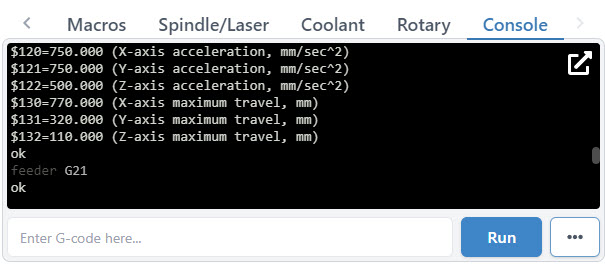 Macros Spindle/Laser Coolant Rotary Console
$120=750.000 (X-axis acceleration, mm/sec^2)
$121=750.000 (Y-axis acceleration, mm/sec^2)
$122=500.000 (Z-axis acceleration, mm/sec^2)
$130=770.000 (X-axis maximum travel, mm)
$131=320.000 (Y-axis maximum travel, mm)
$132=110.000 (Z-axis maximum travel, mm)
ok
feeder G21
ok
Enter G-code here... Run